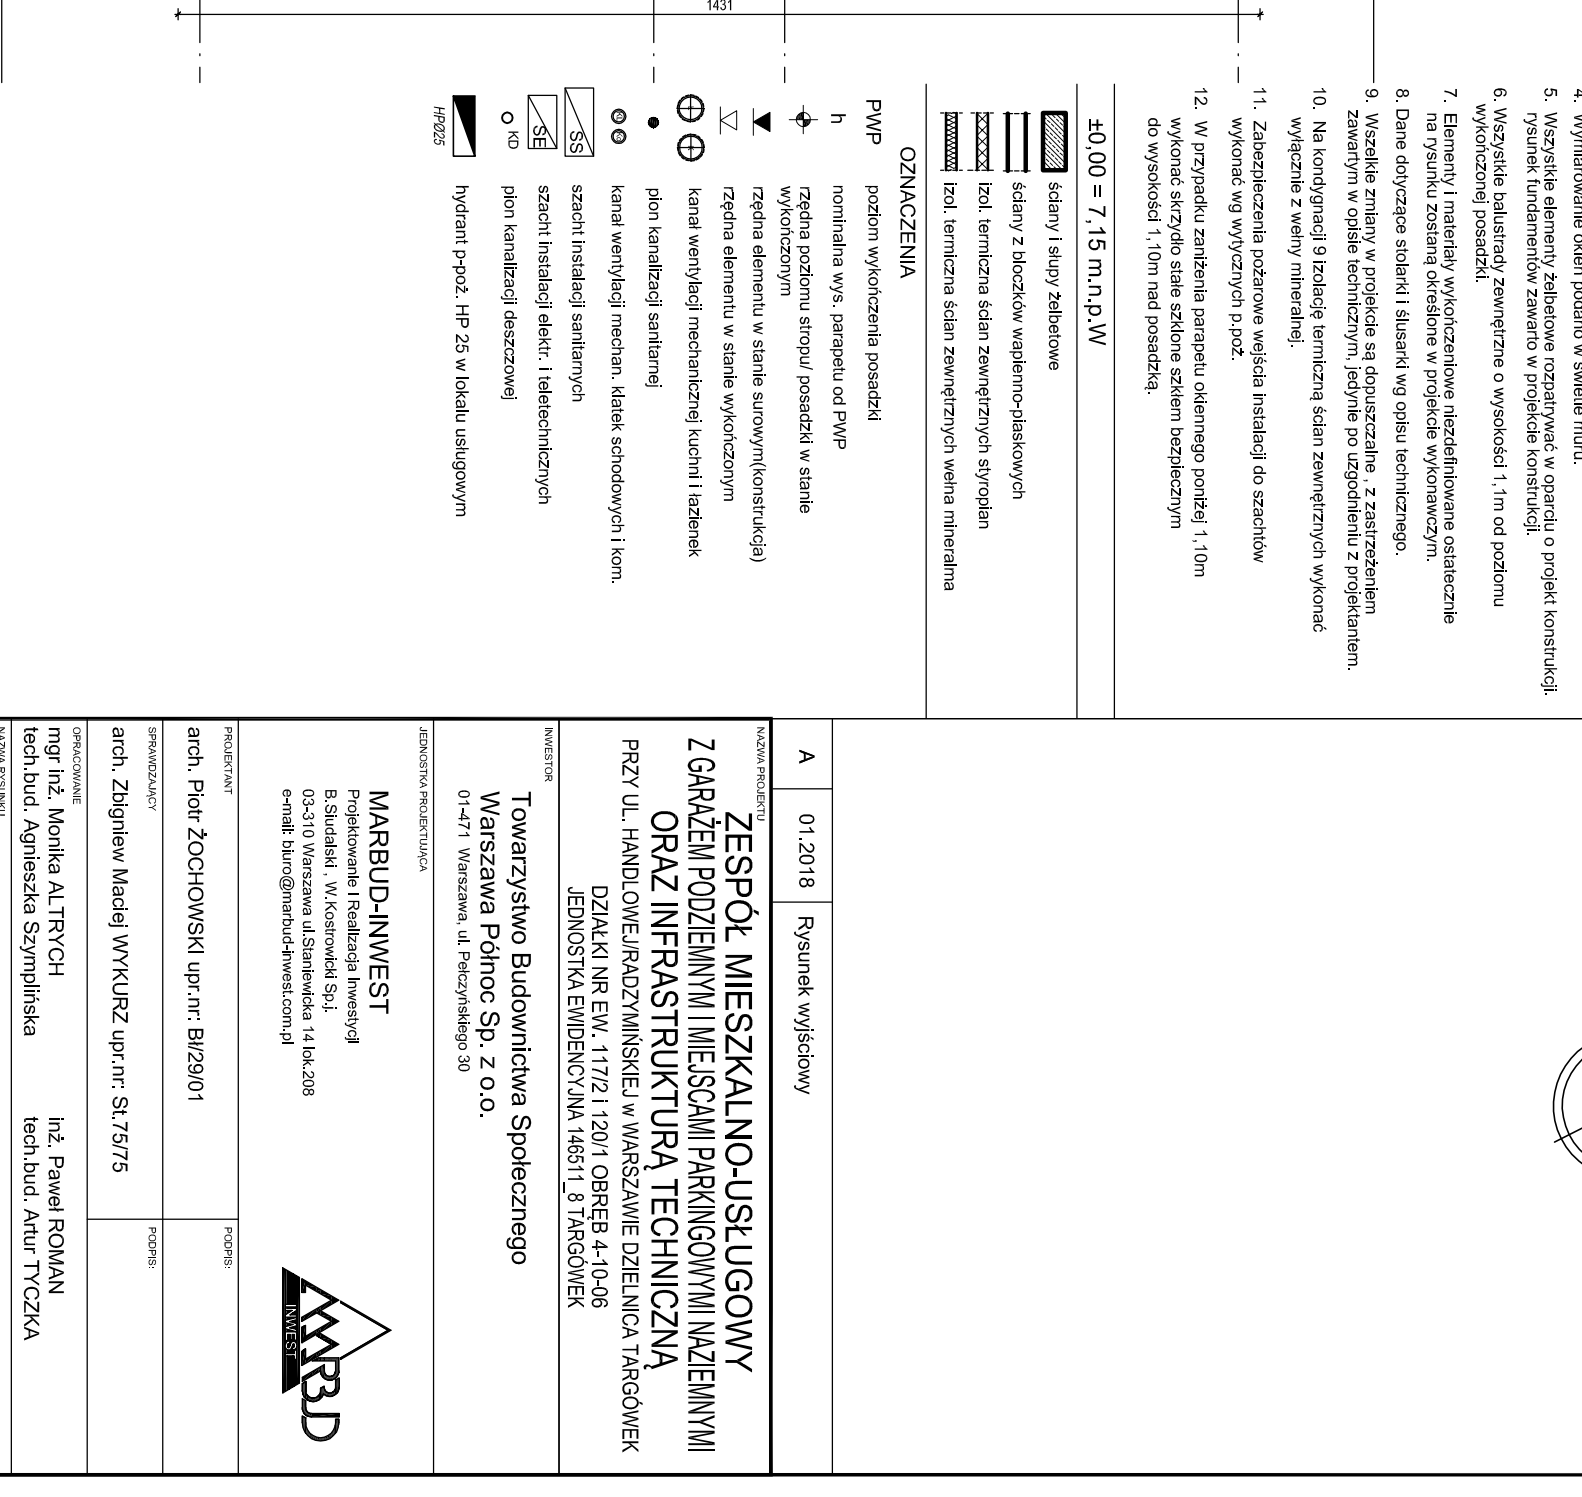 1431
4. Wymiarowanie okien podano w świetle muru.
5. Wszystkie elementy żelbetowe rozpatrywać w oparciu o projekt konstrukcji.
rysunek fundamentów zawarto w projekcie konstrukcji.
6. Wszystkie balustrady zewnętrzne o wysokości 1,1m od poziomu
wykończonej posadzki.
7. Elementy i materiały wykończeniowe niezdefiniowane ostatecznie
na rysunku zostaną określone w projekcie wykonawczym.
8. Dane dotyczące stolarki i ślusarki wg opisu technicznego.
9. Wszelkie zmiany w projekcie są dopuszczalne , z zastrzeżeniem
zawartym w opisie technicznym, jedynie po uzgodnieniu z projektantem.
10. Na kondygnacji 9 izolację termiczną ścian zewnętrznych wykonać
wyłącznie z wełny mineralnej.
11. Zabezpieczenia pożarowe wejścia instalacji do szachtów
wykonać wg wytycznych p.poż.
12. W przypadku zaniżenia parapetu okiennego poniżej 1,10m
wykonać skrzydło stałe szklone szkłem bezpiecznym
do wysokości 1,10m nad posadzką.
±0,00 = 7,15 m.n.p.W
ściany i słupy żelbetowe
ściany z bloczków wapienno-piaskowych
izol. termiczna ścian zewnętrznych styropian
izol. termiczna ścian zewnętrznych wełna mineralma
OZNACZENIA
PWP poziom wykończenia posadzki
h nominalna wys. parapetu od PWP
rzędna poziomu stropu/ posadzki w stanie
wykończonym
rzędna elementu w stanie surowym(konstrukcja)
rzędna elementu w stanie wykończonym
kanał wentylacji mechanicznej kuchni i łazienek
pion kanalizacji sanitarnej
kanał wentylacji mechan. klatek schodowych i kom.
SS szacht instalacji sanitarnych
SE szacht instalacji elektr. i teletechnicznych
KD pion kanalizacji deszczowej
HPØ25 hydrant p-poż. HP 25 w lokalu usługowym
A 01.2018 Rysunek wyjściowy
NAZWA PROJEKTU
ZESPÓŁ MIESZKALNO-USŁUGOWY
Z GARAŻEM PODZIEMNYM I MIEJSCAMI PARKINGOWYMI NAZIEMNYMI
ORAZ INFRASTRUKTURĄ TECHNICZNĄ
PRZY UL. HANDLOWEJ/RADZYMIŃSKIEJ w WARSZAWIE DZIELNICA TARGÓWEK
DZIAŁKI NR EW. 117/2 i 120/1 OBRĘB 4-10-06
JEDNOSTKA EWIDENCYJNA 146511_8 TARGÓWEK
INWESTOR
Towarzystwo Budownictwa Społecznego
Warszawa Północ Sp. z o.o.
01-471 Warszawa, ul. Pełczyńskiego 30
JEDNOSTKA PROJEKTUJĄCA
MARBUD-INWEST
Projektowanie i Realizacja Inwestycji
B.Siudalski , W.Kostrowicki Sp.j.
03-310 Warszawa ul.Staniewicka 14 lok.208
e-mail: biuro@marbud-inwest.com.pl
MARBUD
INWEST
PROJEKTANT
arch. Piotr ŻOCHOWSKI upr.nr: Bł/29/01
PODPIS:
SPRAWDZAJĄCY
arch. Zbigniew Maciej WYKURZ upr.nr: St.75/75
PODPIS:
OPRACOWANIE
mgr inż. Monika ALTRYCH inż. Paweł ROMAN
tech.bud. Agnieszka Szymplińska tech.bud. Artur TYCZKA
NAZWA RYSUNKU